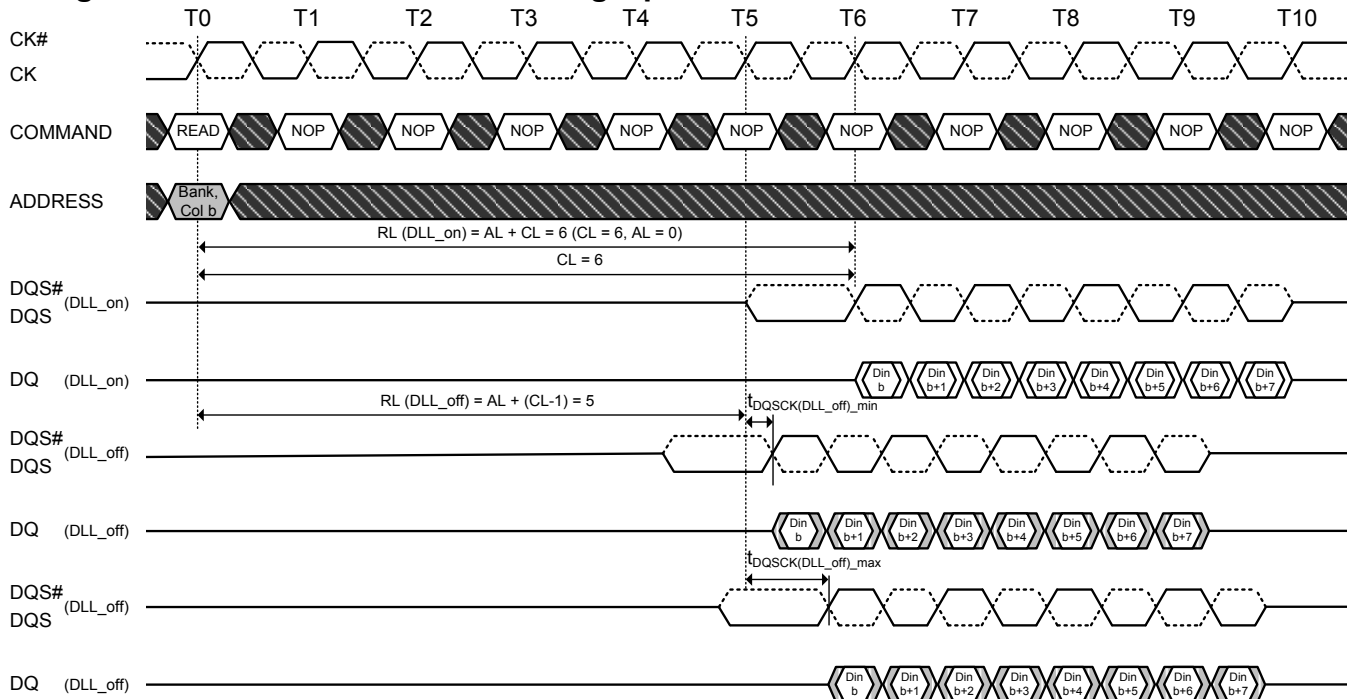 T0 T1 T2 T3 T4 T5 T6 T7 T8 T9 T10
CK#
CK
COMMAND READ NOP NOP NOP NOP NOP NOP NOP NOP NOP NOP
ADDRESS Bank, Col b
RL (DLL_on) = AL + CL = 6 (CL = 6, AL = 0)
CL = 6
DQS# (DLL_on)
DQS
DQ (DLL_on) Din b Din b+1 Din b+2 Din b+3 Din b+4 Din b+5 Din b+6 Din b+7
RL (DLL_off) = AL + (CL-1) = 5
tDQSCK(DLL_off)_min
DQS# (DLL_off)
DQS
DQ (DLL_off) Din b Din b+1 Din b+2 Din b+3 Din b+4 Din b+5 Din b+6 Din b+7
tDQSCK(DLL_off)_max
DQS# (DLL_off)
DQS
DQ (DLL_off) Din b Din b+1 Din b+2 Din b+3 Din b+4 Din b+5 Din b+6 Din b+7